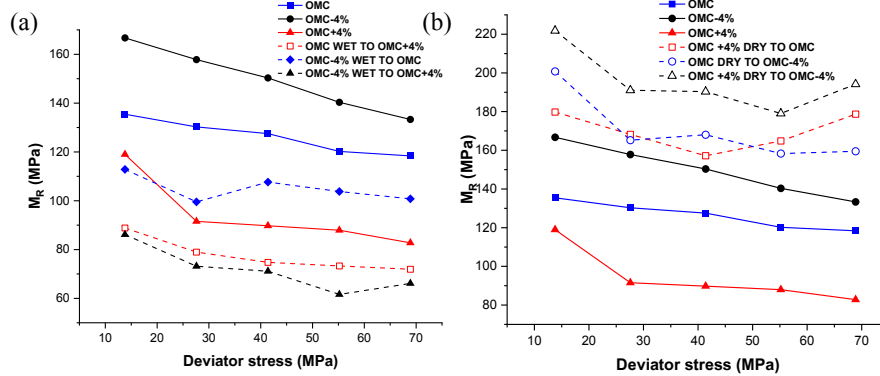 (a)
OMC
OMC-4%
OMC+4%
OMC WET TO OMC+4%
OMC-4% WET TO OMC
OMC-4% WET TO OMC+4%
160
140
120
100
80
60
M_R (MPa)
10 20 30 40 50 60 70
Deviator stress (MPa)
(b)
OMC
OMC-4%
OMC+4%
OMC +4% DRY TO OMC
OMC DRY TO OMC-4%
OMC +4% DRY TO OMC-4%
220
200
180
160
140
120
100
80
M_R (MPa)
10 20 30 40 50 60 70
Deviator stress (MPa)